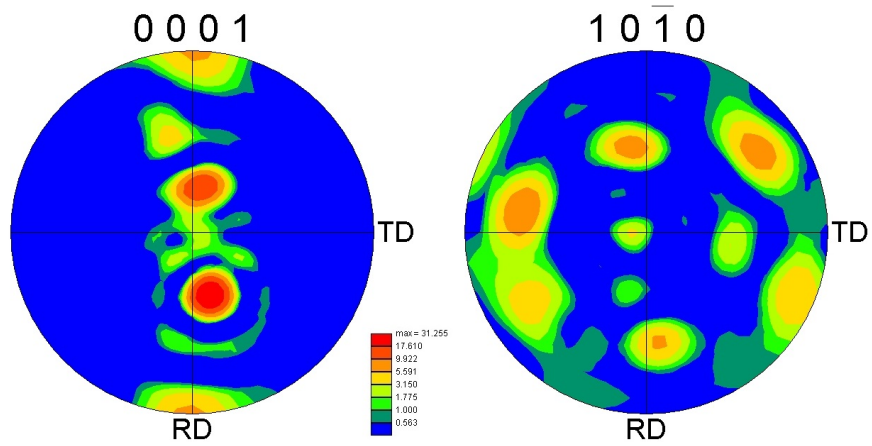 0 0 0 1
1 0 1̅ 0
TD
TD
max = 31.255
17.610
9.922
5.591
3.150
1.775
1.000
0.563
RD
RD